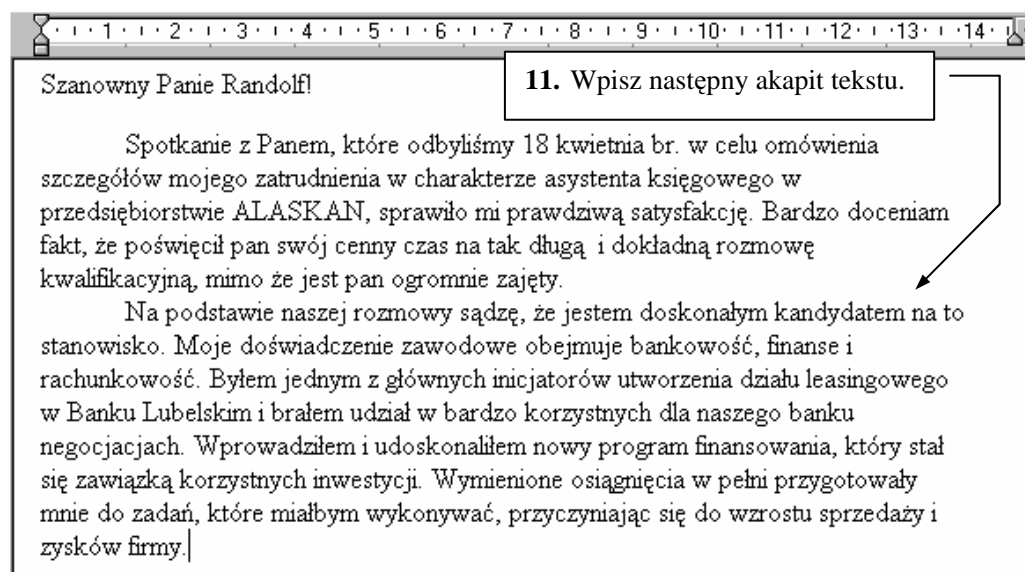 1 2 3 4 5 6 7 8 9 10 11 12 13 14
Szanowny Panie Randolf!
11. Wpisz następny akapit tekstu.
Spotkanie z Panem, które odbyliśmy 18 kwietnia br. w celu omówienia
szczegółów mojego zatrudnienia w charakterze asystenta księgowego w
przedsiębiorstwie ALASKAN, sprawiło mi prawdziwą satysfakcję. Bardzo doceniam
fakt, że poświęcił pan swój cenny czas na tak długą i dokładną rozmowę
kwalifikacyjną, mimo że jest pan ogromnie zajęty.
Na podstawie naszej rozmowy sądzę, że jestem doskonałym kandydatem na to
stanowisko. Moje doświadczenie zawodowe obejmuje bankowość, finanse i
rachunkowość. Byłem jednym z głównych inicjatorów utworzenia działu leasingowego
w Banku Lubelskim i brałem udział w bardzo korzystnych dla naszego banku
negocjacjach. Wprowadziłem i udoskonaliłem nowy program finansowania, który stał
się zawiązką korzystnych inwestycji. Wymienione osiągnięcia w pełni przygotowały
mnie do zadań, które miałbym wykonywać, przyczyniając się do wzrostu sprzedaży i
zysków firmy.